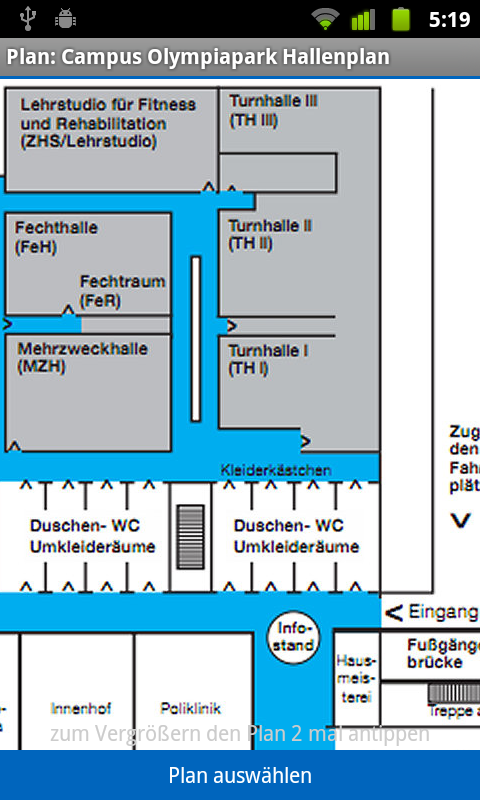 5:19
Plan: Campus Olympiapark Hallenplan
Lehrstudio für Fitness
und Rehabilitation
(ZHS/Lehrstudio)
Turnhalle III
(TH III)
Fechthalle
(FeH)
Fechtraum
(FeR)
Turnhalle II
(TH II)
Mehrzweckhalle
(MZH)
Turnhalle I
(TH I)
Zug
den
Fahr
plät
Kleiderkästchen
Duschen- WC
Umkleideräume
Duschen- WC
Umkleideräume
Eingang
Info-
stand
Fußgänge
brücke
Haus-
meis-
terei
Innenhof
Poliklinik
Treppe a
zum Vergrößern den Plan 2 mal antippen
Plan auswählen